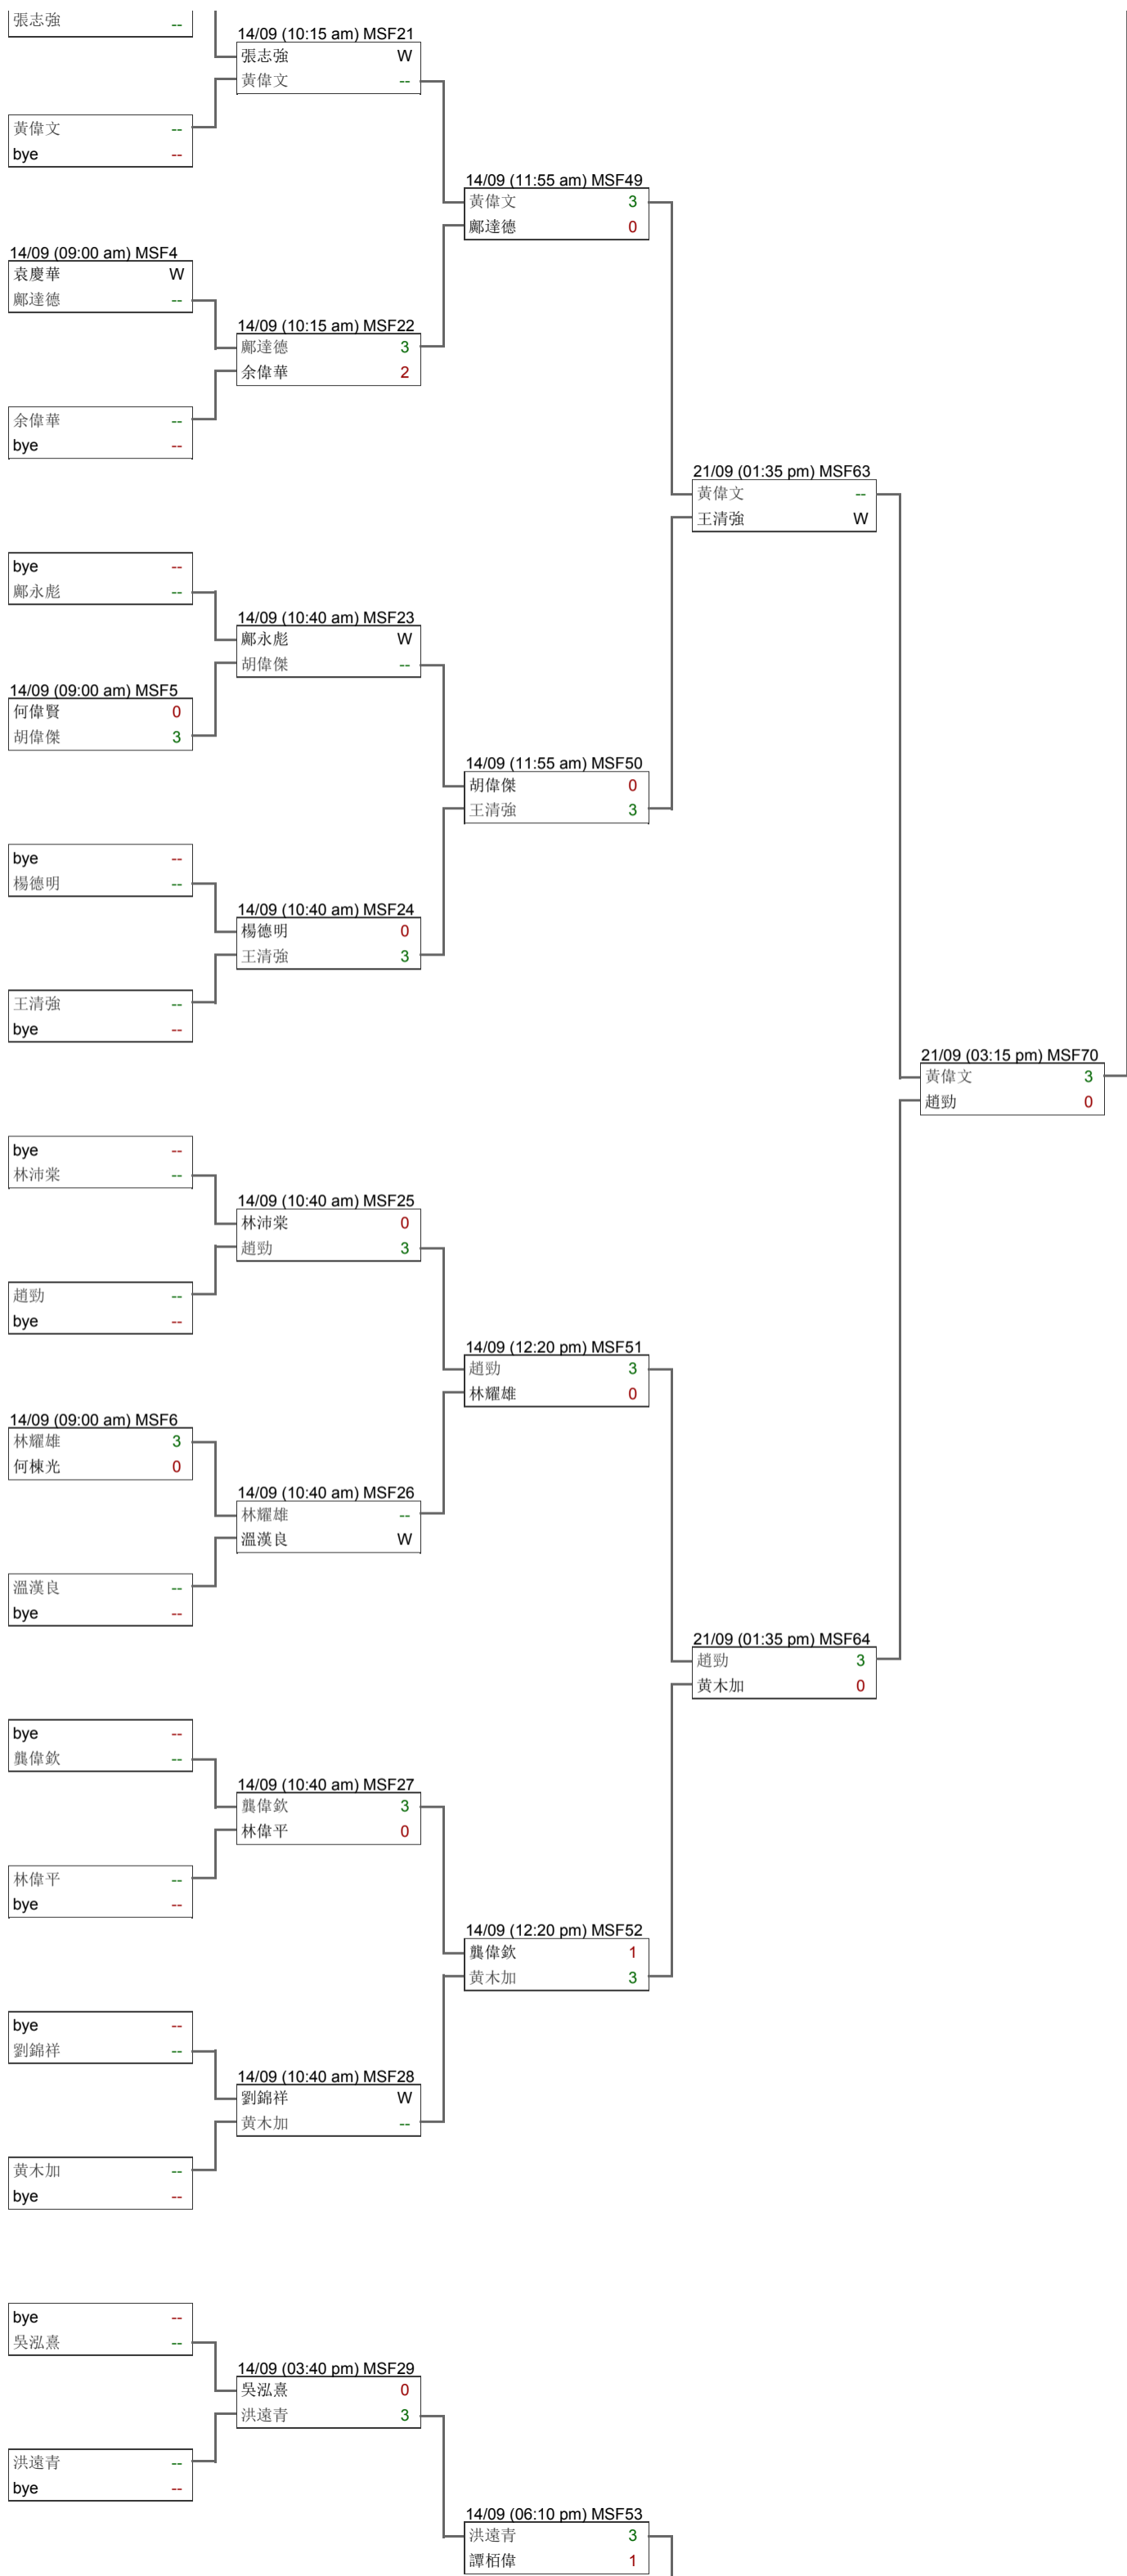 張志強 --
14/09 (10:15 am) MSF21
張志強 W
黃偉文 --
黃偉文 --
bye --
14/09 (11:55 am) MSF49
黃偉文 3
鄺達德 0
14/09 (09:00 am) MSF4
袁慶華 W
鄺達德 --
14/09 (10:15 am) MSF22
鄺達德 3
余偉華 2
余偉華 --
bye --
21/09 (01:35 pm) MSF63
黃偉文 --
王清強 W
bye --
鄺永彪 --
14/09 (10:40 am) MSF23
鄺永彪 W
胡偉傑 --
14/09 (09:00 am) MSF5
何偉賢 0
胡偉傑 3
14/09 (11:55 am) MSF50
胡偉傑 0
王清強 3
bye --
楊德明 --
14/09 (10:40 am) MSF24
楊德明 0
王清強 3
王清強 --
bye --
21/09 (03:15 pm) MSF70
黃偉文 3
趙勁 0
bye --
林沛棠 --
14/09 (10:40 am) MSF25
林沛棠 0
趙勁 3
趙勁 --
bye --
14/09 (12:20 pm) MSF51
趙勁 3
林耀雄 0
14/09 (09:00 am) MSF6
林耀雄 3
何棟光 0
14/09 (10:40 am) MSF26
林耀雄 --
溫漢良 W
溫漢良 --
bye --
21/09 (01:35 pm) MSF64
趙勁 3
黃木加 0
bye --
龔偉欽 --
14/09 (10:40 am) MSF27
龔偉欽 3
林偉平 0
林偉平 --
bye --
14/09 (12:20 pm) MSF52
龔偉欽 1
黃木加 3
bye --
劉錦祥 --
14/09 (10:40 am) MSF28
劉錦祥 W
黃木加 --
黃木加 --
bye --
bye --
吳泓熹 --
14/09 (03:40 pm) MSF29
吳泓熹 0
洪遠青 3
洪遠青 --
bye --
14/09 (06:10 pm) MSF53
洪遠青 3
譚栢偉 1